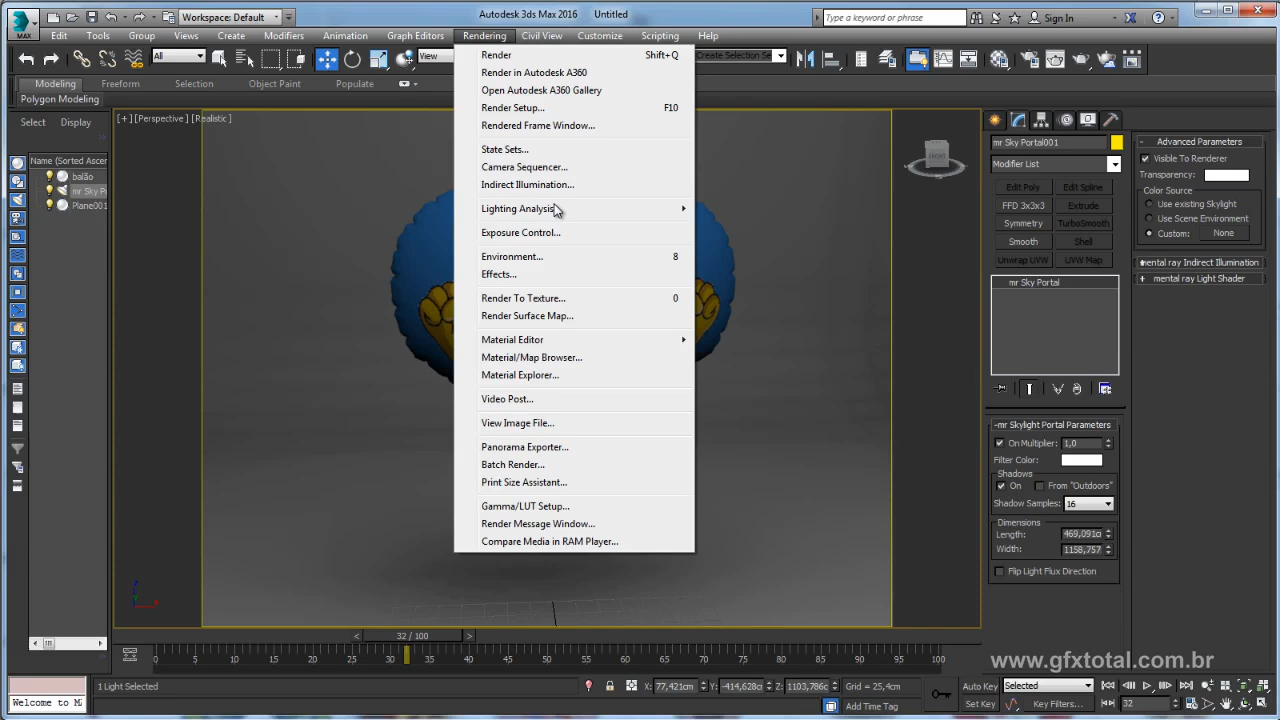 Workspace: Default
Autodesk 3ds Max 2016 Untitled
Type a keyword or phrase
Sign In
MAX
Edit Tools Group Views Create Modifiers Animation Graph Editors Rendering Civil View Customize Scripting Help
All
View
Create Selection Se
Modeling Freeform Selection Object Paint Populate
Polygon Modeling
Select Display
[+] [Perspective] [Realistic]
Name (Sorted Ascen
balão
mr Sky Po
Plane001
Render Shift+Q
Render in Autodesk A360
Open Autodesk A360 Gallery
Render Setup... F10
Rendered Frame Window...
State Sets...
Camera Sequencer...
Indirect Illumination...
Lighting Analysis
Exposure Control...
Environment... 8
Effects...
Render To Texture... 0
Render Surface Map...
Material Editor
Material/Map Browser...
Material Explorer...
Video Post...
View Image File...
Panorama Exporter...
Batch Render...
Print Size Assistant...
Gamma/LUT Setup...
Render Message Window...
Compare Media in RAM Player...
FRONT
mr Sky Portal001
Modifier List
Edit Poly Edit Spline
FFD 3x3x3 Extrude
Symmetry TurboSmooth
Smooth Shell
Unwrap UVW UVW Map
mr Sky Portal
- mr Skylight Portal Parameters
On Multiplier: 1,0
Filter Color:
Shadows
On From "Outdoors"
Shadow Samples: 16
Dimensions
Length: 469,091c
Width: 1158,757
Flip Light Flux Direction
- Advanced Parameters
Visible To Renderer
Transparency:
Color Source
Use existing Skylight
Use Scene Environment
Custom: None
+ mental ray Indirect Illumination
+ mental ray Light Shader
z
x
< 32 / 100 >
0 5 10 15 20 25 30 35 40 45 50 55 60 65 70 75 80 85 90 95 100
www.gfxtotal.com.br
Welcome to M
1 Light Selected
X: 77,421cm Y: -414,628cm Z: 1103,786c Grid = 25,4cm
Add Time Tag
Auto Key Selected
Set Key Key Filters...
32